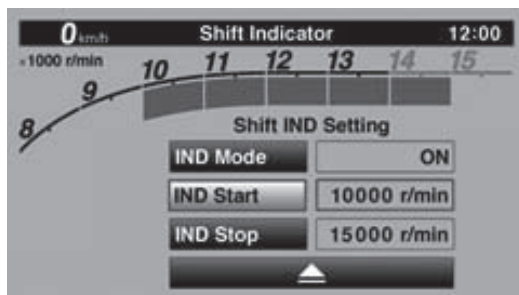 0 km/h Shift Indicator 12:00
×1000 r/min
8 9 10 11 12 13 14 15
Shift IND Setting
IND Mode ON
IND Start 10000 r/min
IND Stop 15000 r/min